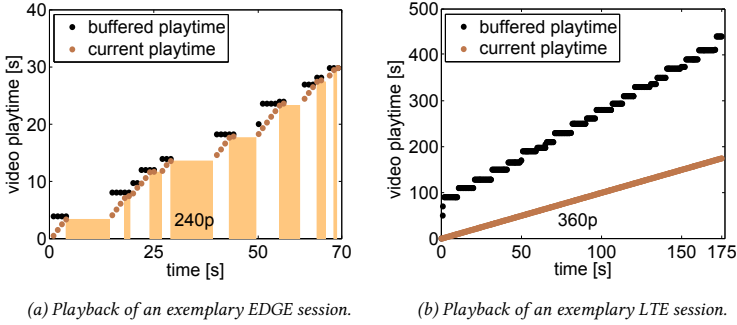 buffered playtime
current playtime
video playtime [s]
40
30
20
10
0
240p
0
25
50
70
time [s]
(a) Playback of an exemplary EDGE session.
buffered playtime
current playtime
video playtime [s]
500
400
300
200
100
0
360p
0
50
100
150
175
time [s]
(b) Playback of an exemplary LTE session.